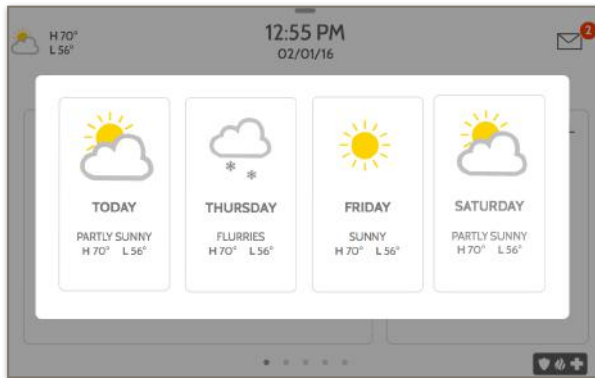 H 70°
L 56°
12:55 PM
02/01/16
2
TODAY
PARTLY SUNNY
H 70° L 56°
THURSDAY
FLURRIES
H 70° L 56°
FRIDAY
SUNNY
H 70° L 56°
SATURDAY
PARTLY SUNNY
H 70° L 56°